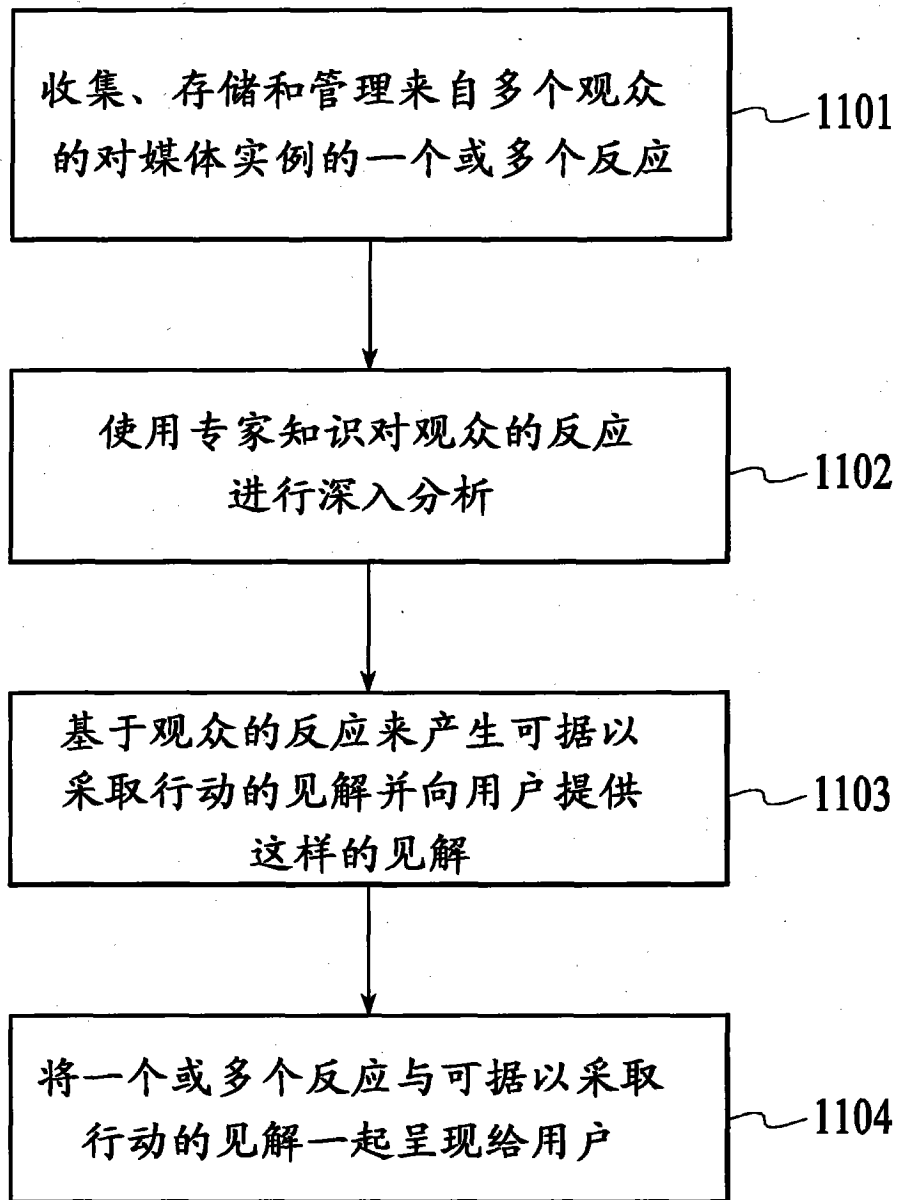 收集、存储和管理来自多个观众
的对媒体实例的一个或多个反应
1101
使用专家知识对观众的反应
进行深入分析
1102
基于观众的反应来产生可据以
采取行动的见解并向用户提供
这样的见解
1103
将一个或多个反应与可据以采取
行动的见解一起呈现给用户
1104